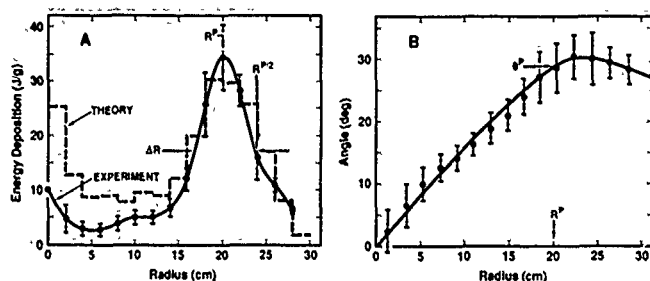 A
Energy Deposition (J/g)
40
30
20
10
0
THEORY
EXPERIMENT
ΔR
R^P
R^P/2
0 5 10 15 20 25 30
Radius (cm)
B
Angle (deg)
40
30
20
10
0
Φ^P
R^P
0 5 10 15 20 25 30
Radius (cm)